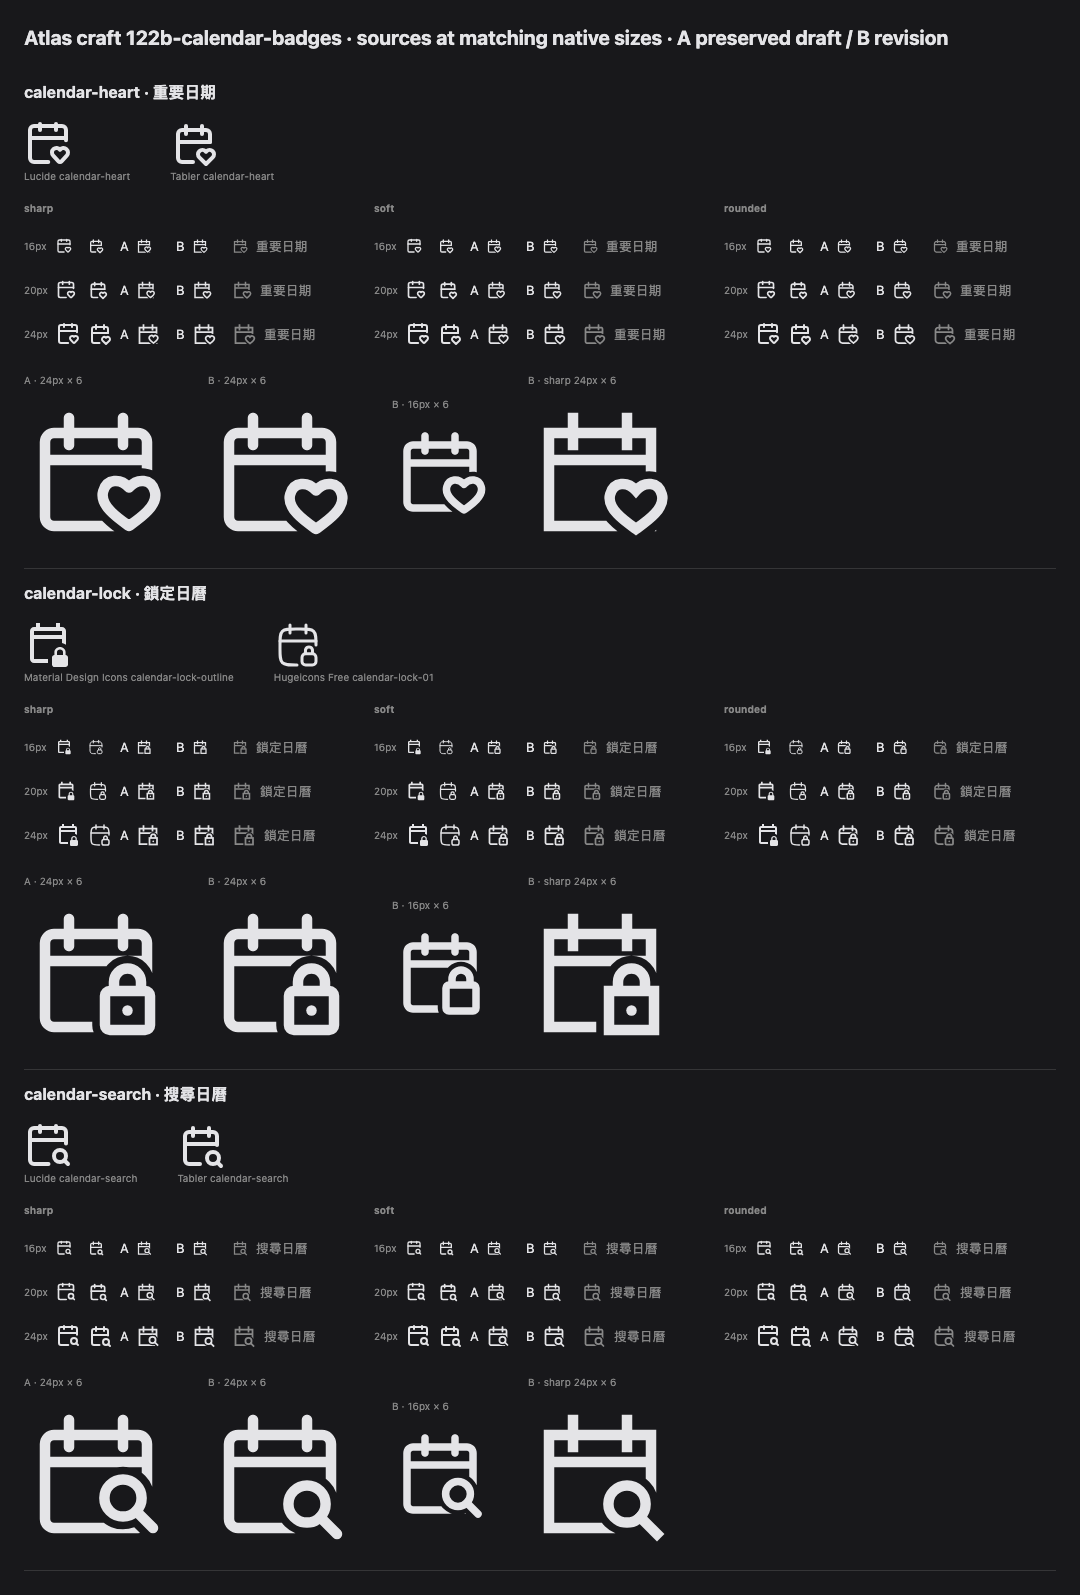 Atlas craft 122b-calendar-badges · sources at matching native sizes · A preserved draft / B revision
calendar-heart · 重要日期
Lucide calendar-heart Tabler calendar-heart
sharp soft rounded
16px A B 重要日期 16px A B 重要日期 16px A B 重要日期
20px A B 重要日期 20px A B 重要日期 20px A B 重要日期
24px A B 重要日期 24px A B 重要日期 24px A B 重要日期
A · 24px × 6 B · 24px × 6 B · sharp 24px × 6
B · 16px × 6
calendar-lock · 鎖定日曆
Material Design Icons calendar-lock-outline Hugeicons Free calendar-lock-01
sharp soft rounded
16px A B 鎖定日曆 16px A B 鎖定日曆 16px A B 鎖定日曆
20px A B 鎖定日曆 20px A B 鎖定日曆 20px A B 鎖定日曆
24px A B 鎖定日曆 24px A B 鎖定日曆 24px A B 鎖定日曆
A · 24px × 6 B · 24px × 6 B · sharp 24px × 6
B · 16px × 6
calendar-search · 搜尋日曆
Lucide calendar-search Tabler calendar-search
sharp soft rounded
16px A B 搜尋日曆 16px A B 搜尋日曆 16px A B 搜尋日曆
20px A B 搜尋日曆 20px A B 搜尋日曆 20px A B 搜尋日曆
24px A B 搜尋日曆 24px A B 搜尋日曆 24px A B 搜尋日曆
A · 24px × 6 B · 24px × 6 B · sharp 24px × 6
B · 16px × 6